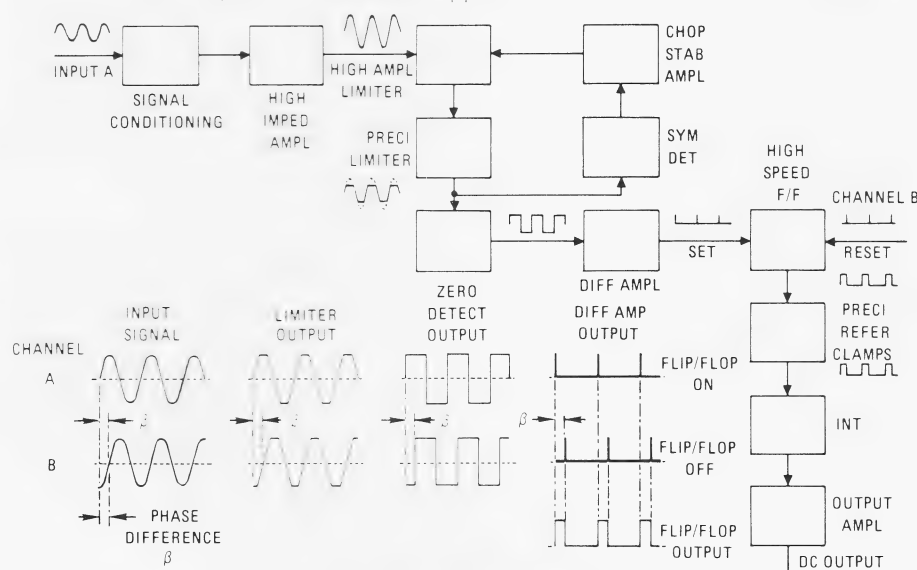 INPUT A
SIGNAL
CONDITIONING
HIGH
IMPED
AMPL
HIGH AMPL
LIMITER
CHOP
STAB
AMPL
PRECI
LIMITER
SYM
DET
HIGH
SPEED
F/F
CHANNEL B
SET
RESET
ZERO
DETECT
OUTPUT
DIFF AMPL
DIFF AMP
OUTPUT
PRECI
REFER
CLAMPS
INT
OUTPUT
AMPL
DC OUTPUT
INPUT
SIGNAL
LIMITER
OUTPUT
CHANNEL
A
FLIP/FLOP
ON
β
β
β
β
B
FLIP/FLOP
OFF
PHASE
DIFFERENCE
β
FLIP/FLOP
OUTPUT